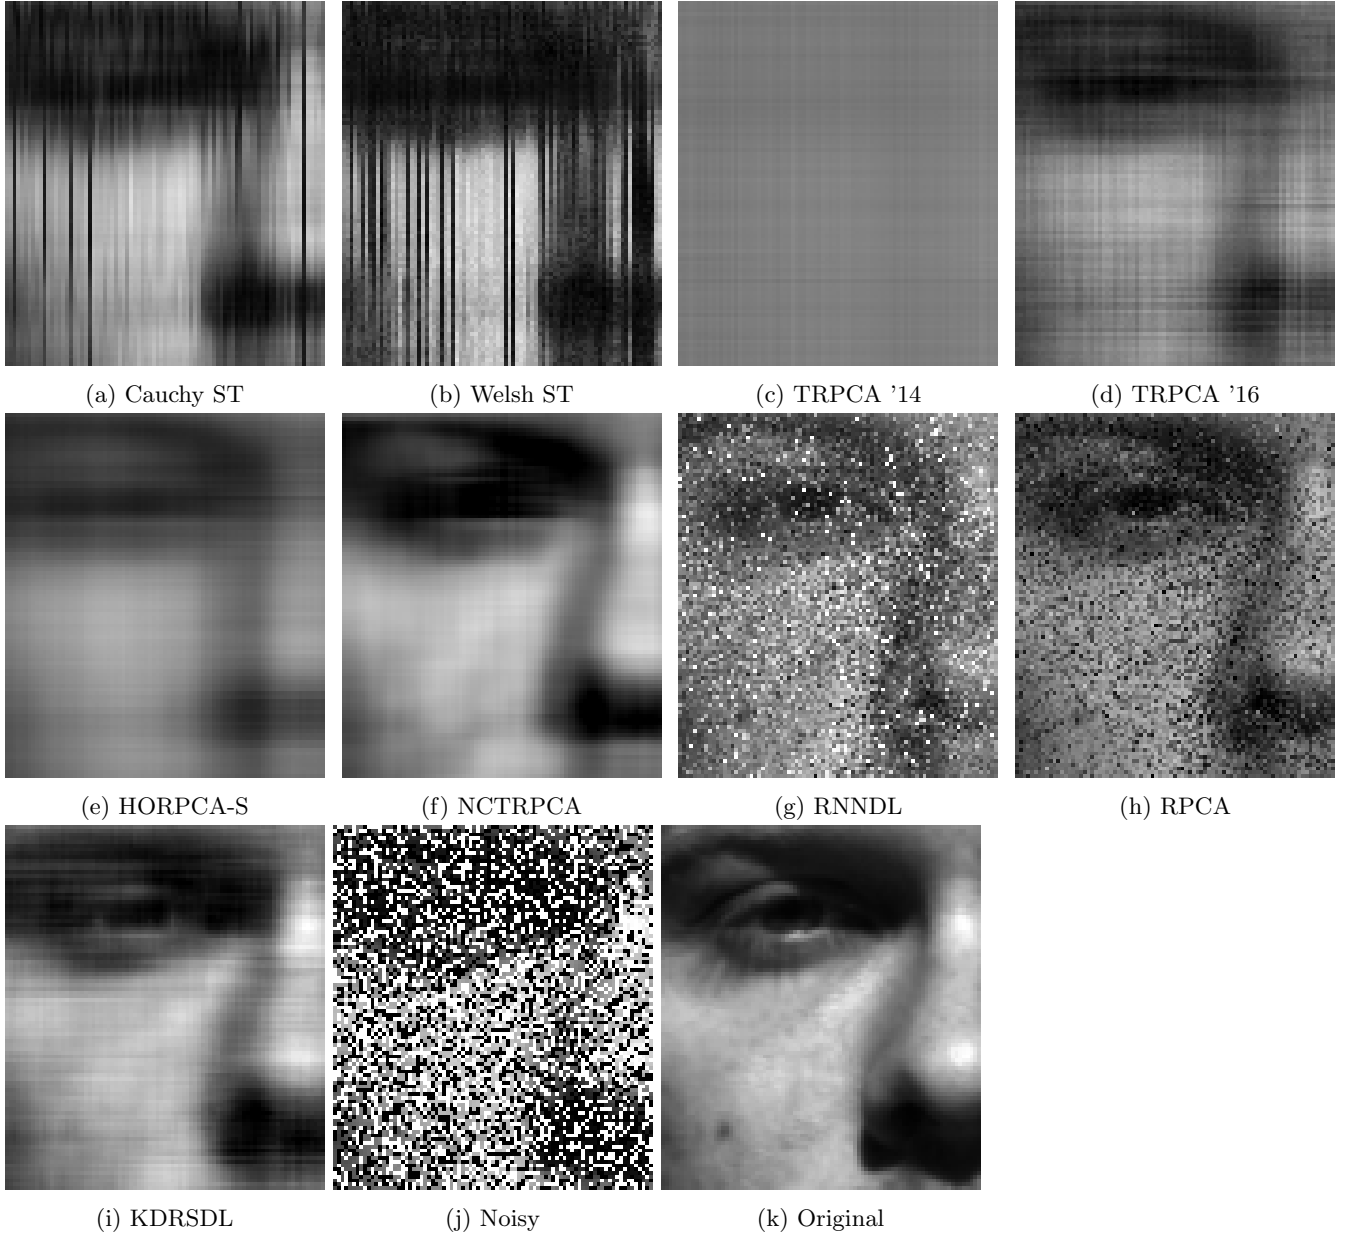 (a) Cauchy ST
(b) Welsh ST
(c) TRPCA ’14
(d) TRPCA ’16
(e) HORPCA-S
(f) NCTRPCA
(g) RNNDL
(h) RPCA
(i) KDRSDL
(j) Noisy
(k) Original